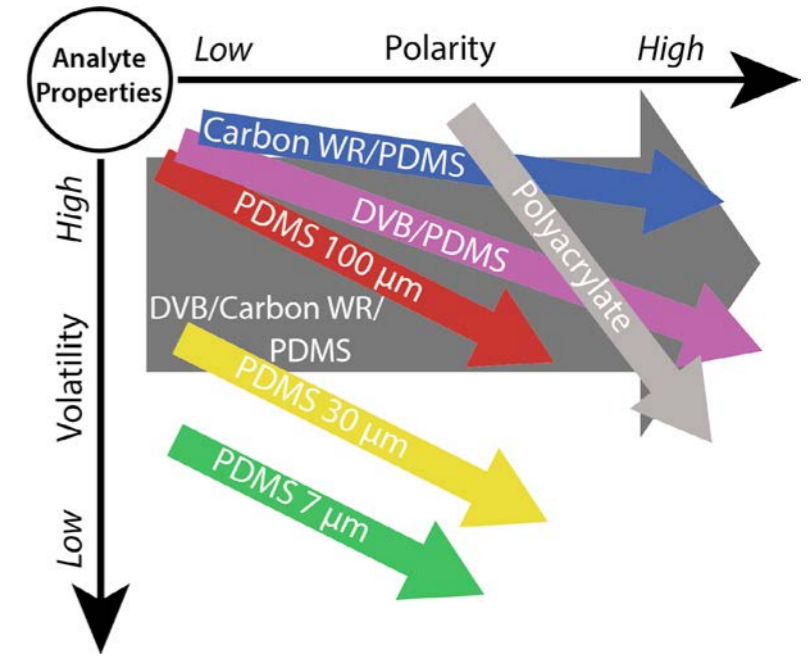 Analyte
Properties
Low
Polarity
High
High
Volatility
Low
Carbon WR/PDMS
DVB/PDMS
PDMS 100 μm
Polyacrylate
DVB/Carbon WR/
PDMS
PDMS 30 μm
PDMS 7 μm